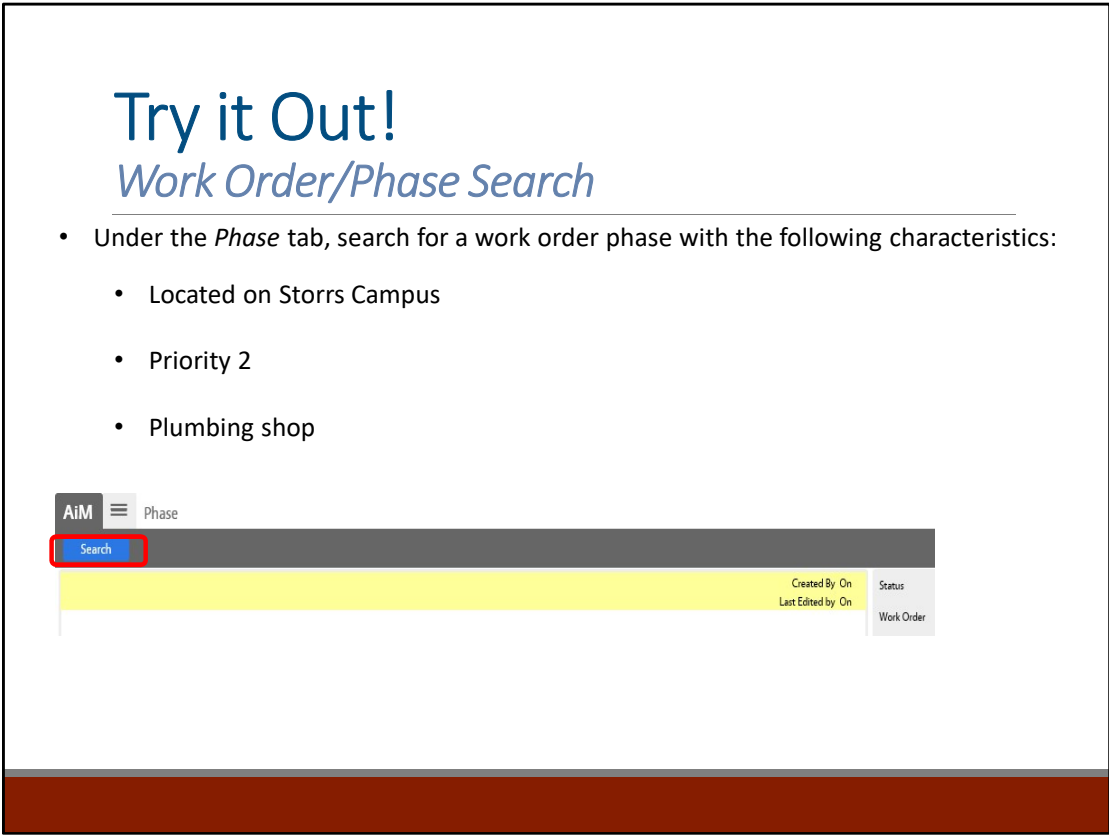 Try it Out!
Work Order/Phase Search
• Under the Phase tab, search for a work order phase with the following characteristics:
• Located on Storrs Campus
• Priority 2
• Plumbing shop
AiM Phase
Search
Created By On
Last Edited by On
Status
Work Order